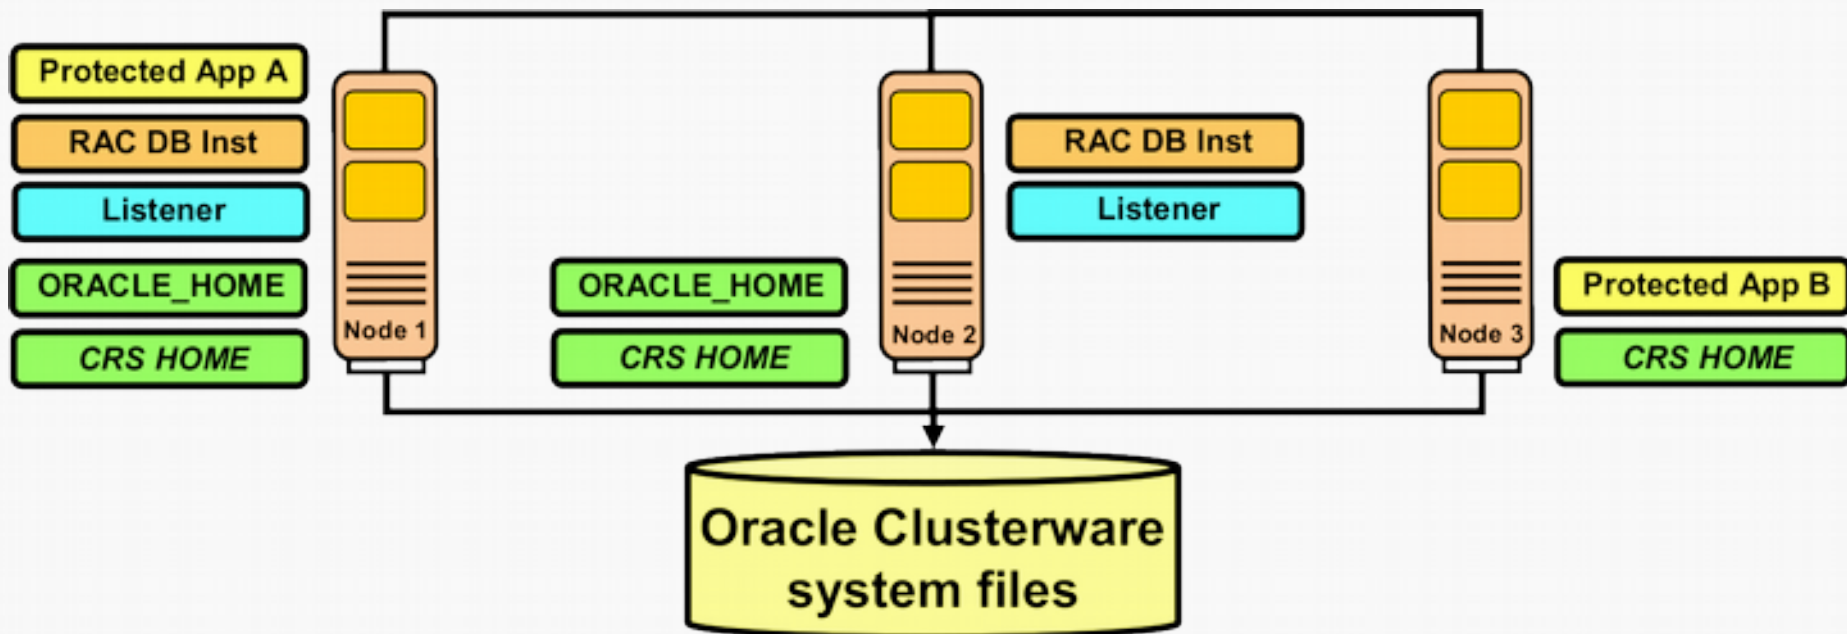 Protected App A
RAC DB Inst
Listener
ORACLE_HOME
CRS HOME
Node 1
ORACLE_HOME
CRS HOME
Node 2
RAC DB Inst
Listener
Node 3
Protected App B
CRS HOME
Oracle Clusterware
system files